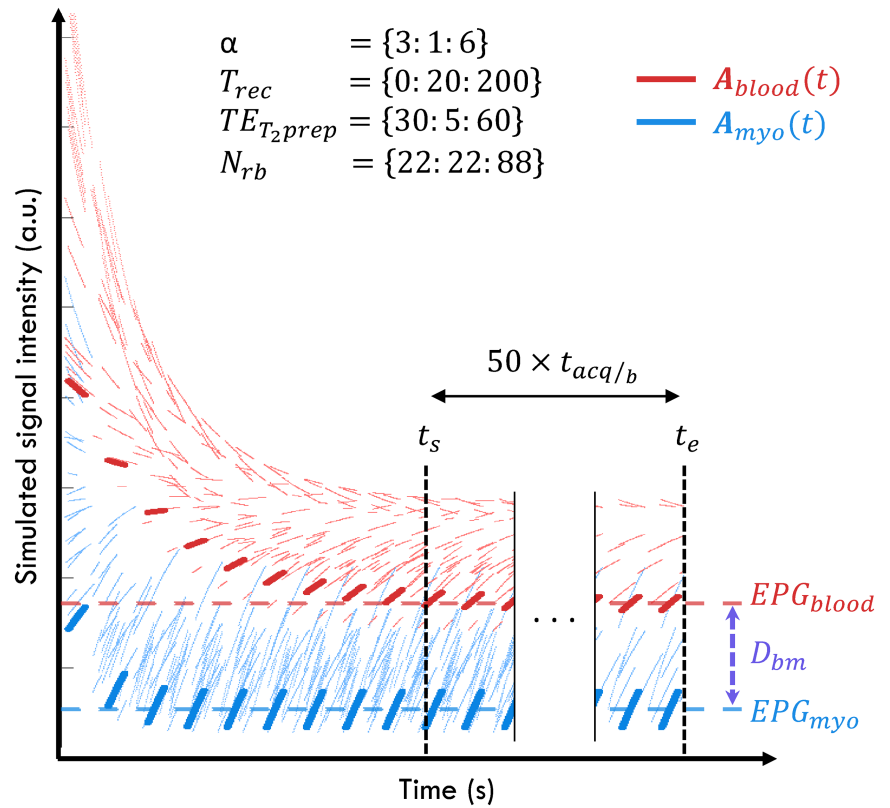 α = {3: 1: 6}
T_rec = {0: 20: 200}
TE_T₂prep = {30: 5: 60}
N_rb = {22: 22: 88}
A_blood(t)
A_myo(t)
Simulated signal intensity (a.u.)
50 × t_acq/b
t_s
t_e
EPG_blood
. . .
D_bm
EPG_myo
Time (s)